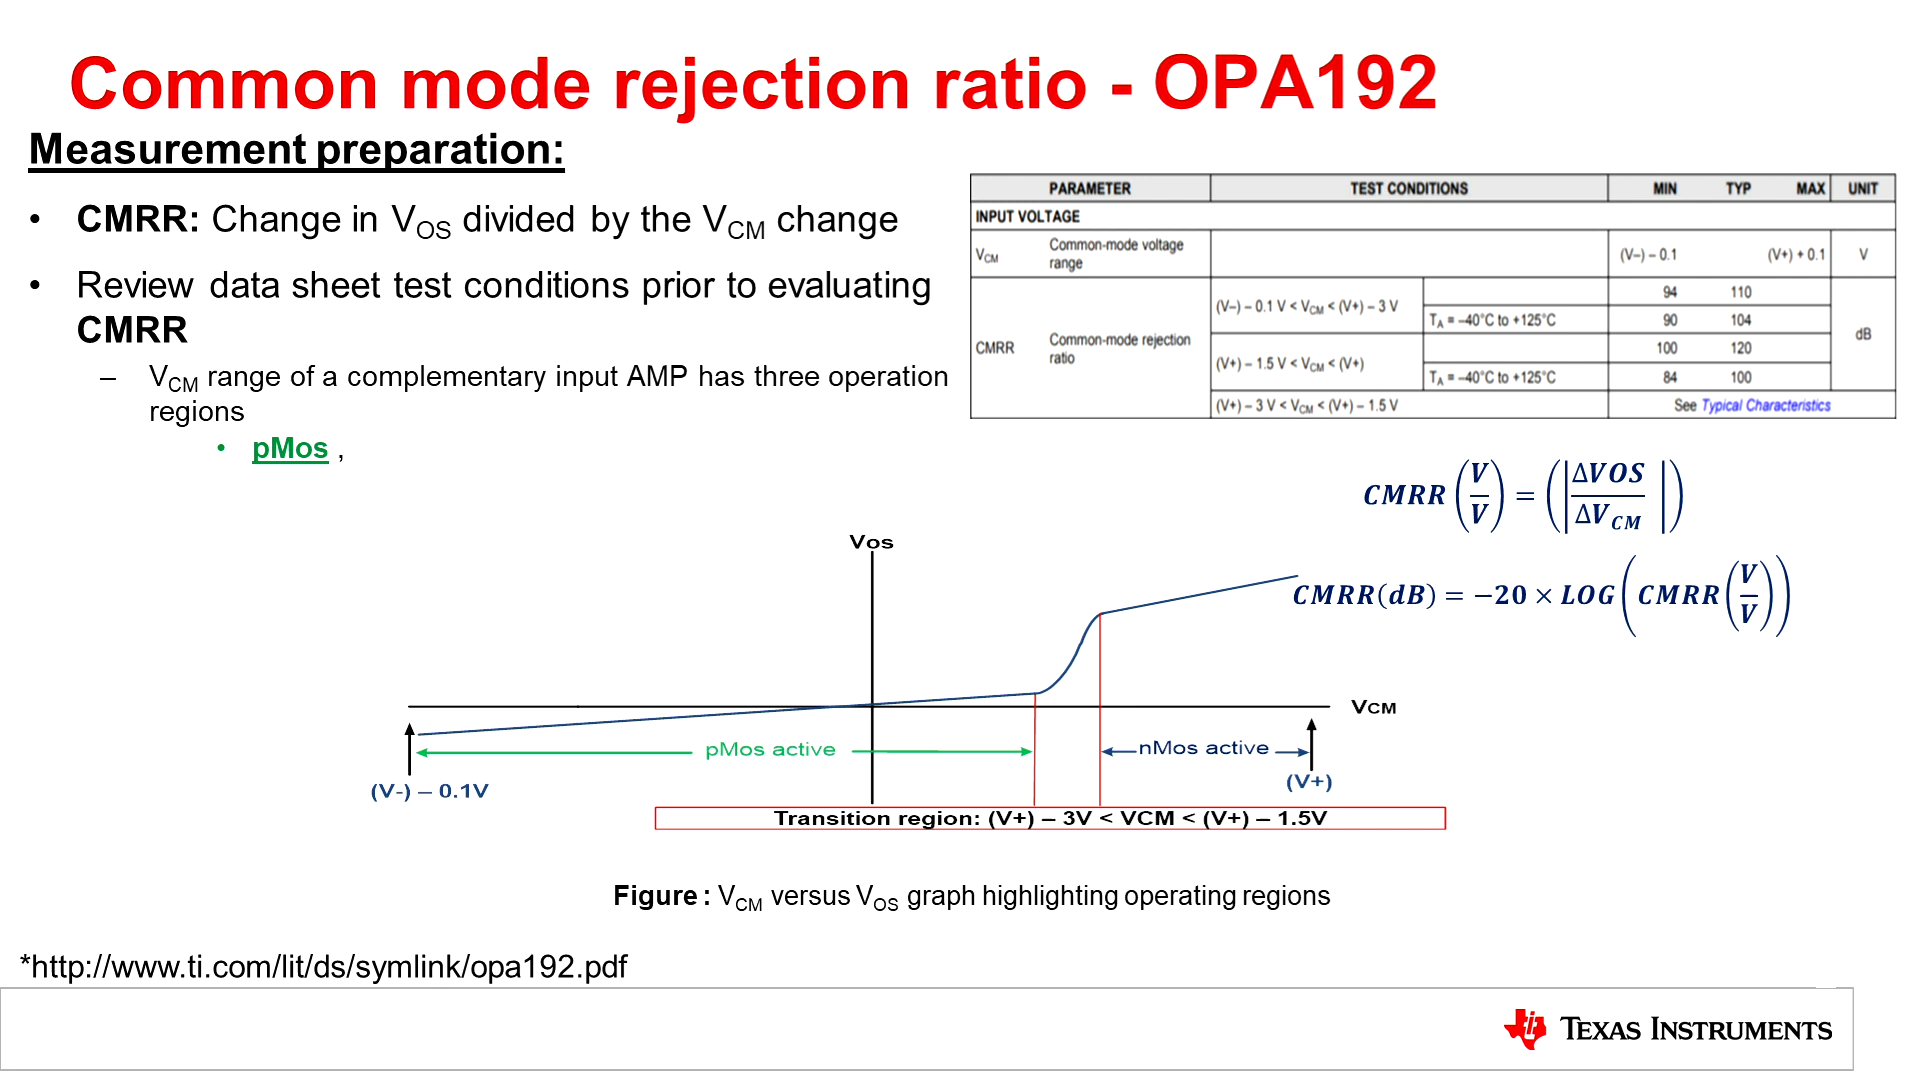 Common mode rejection ratio - OPA192
Measurement preparation:
• CMRR: Change in VOS divided by the VCM change
• Review data sheet test conditions prior to evaluating
CMRR
– VCM range of a complementary input AMP has three operation
regions
• pMos ,
PARAMETER TEST CONDITIONS MIN TYP MAX UNIT
INPUT VOLTAGE
VCM Common-mode voltage range (V–) – 0.1 (V+) + 0.1 V
CMRR Common-mode rejection ratio (V–) – 0.1 V < VCM < (V+) – 3 V 94 110 dB
TA = –40°C to +125°C 90 104
(V+) – 1.5 V < VCM < (V+) 100 120
TA = –40°C to +125°C 84 100
(V+) – 3 V < VCM < (V+) – 1.5 V See Typical Characteristics
CMRR (V/V) = (|ΔVOS/ΔVCM|)
CMRR(dB) = −20 × LOG(CMRR(V/V))
VOS
VCM
pMos active
nMos active
(V-) – 0.1V
(V+)
Transition region: (V+) – 3V < VCM < (V+) – 1.5V
Figure : VCM versus VOS graph highlighting operating regions
*http://www.ti.com/lit/ds/symlink/opa192.pdf
TEXAS INSTRUMENTS